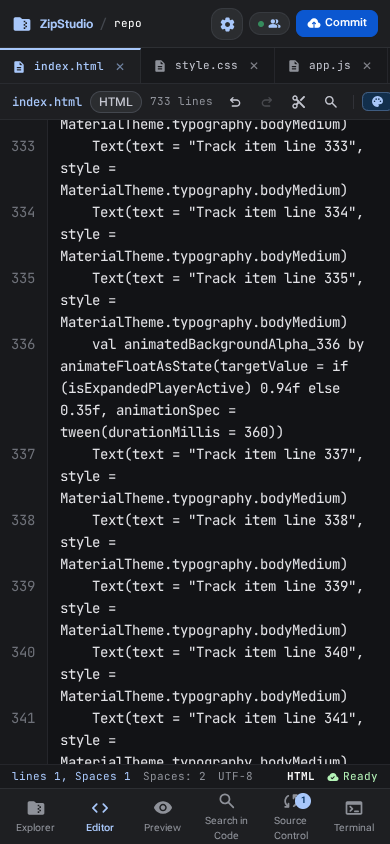 ZipStudio / repo
Commit
index.html ×
style.css ×
app.js ×
index.html HTML 733 lines
MaterialTheme.typography.bodyMedium)
333 Text(text = "Track item line 333",
style =
MaterialTheme.typography.bodyMedium)
334 Text(text = "Track item line 334",
style =
MaterialTheme.typography.bodyMedium)
335 Text(text = "Track item line 335",
style =
MaterialTheme.typography.bodyMedium)
336 val animatedBackgroundAlpha_336 by
animateFloatAsState(targetValue = if
(isExpandedPlayerActive) 0.94f else
0.35f, animationSpec =
tween(durationMillis = 360))
337 Text(text = "Track item line 337",
style =
MaterialTheme.typography.bodyMedium)
338 Text(text = "Track item line 338",
style =
MaterialTheme.typography.bodyMedium)
339 Text(text = "Track item line 339",
style =
MaterialTheme.typography.bodyMedium)
340 Text(text = "Track item line 340",
style =
MaterialTheme.typography.bodyMedium)
341 Text(text = "Track item line 341",
style =
MaterialTheme.typography.bodyMedium)
lines 1, Spaces 1 Spaces: 2 UTF-8 HTML Ready
Explorer
Editor
Preview
Search in
Code
1
Source
Control
Terminal